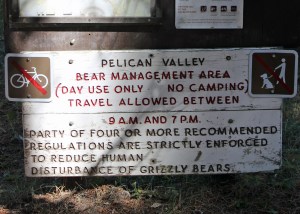 PELICAN VALLEY
BEAR MANAGEMENT AREA
(DAY USE ONLY NO CAMPING)
TRAVEL ALLOWED BETWEEN
9 A.M. AND 7 P.M.
PARTY OF FOUR OR MORE RECOMMENDED
REGULATIONS ARE STRICTLY ENFORCED
TO REDUCE HUMAN
DISTURBANCE OF GRIZZLY BEARS.